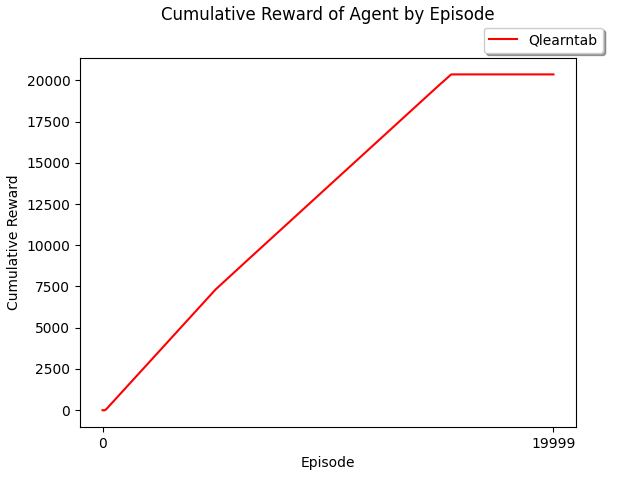 Cumulative Reward of Agent by Episode
Qlearntab
20000
17500
15000
12500
10000
7500
5000
2500
0
Cumulative Reward
0
19999
Episode